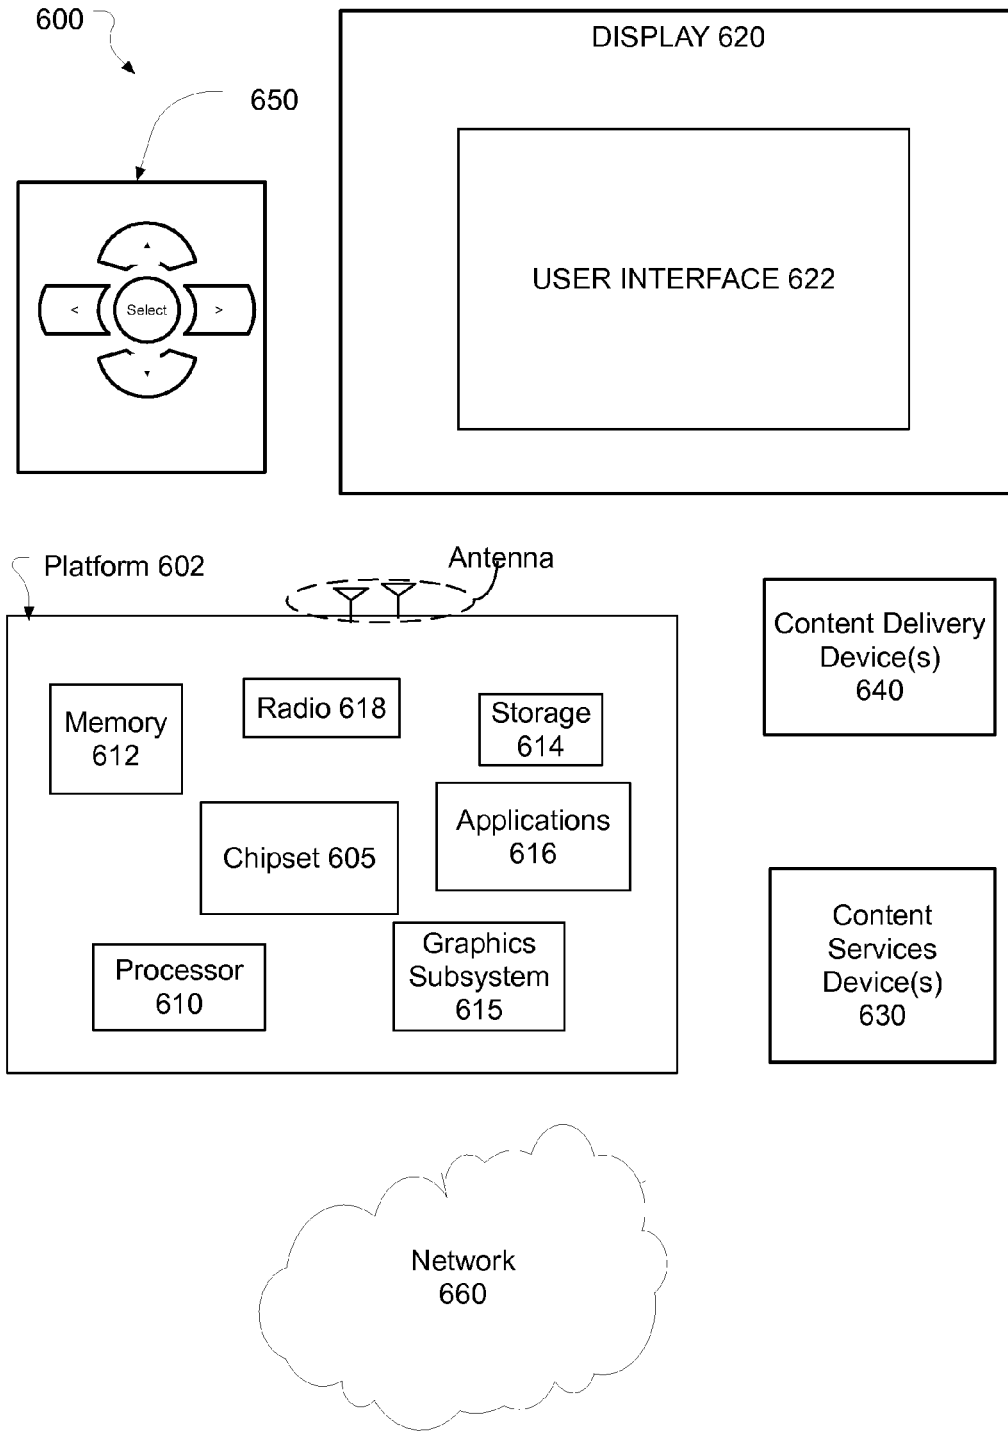 600
DISPLAY 620
650
USER INTERFACE 622
<
Select
>
Platform 602
Antenna
Content Delivery
Device(s)
640
Memory
612
Radio 618
Storage
614
Chipset 605
Applications
616
Processor
610
Graphics
Subsystem
615
Content
Services
Device(s)
630
Network
660